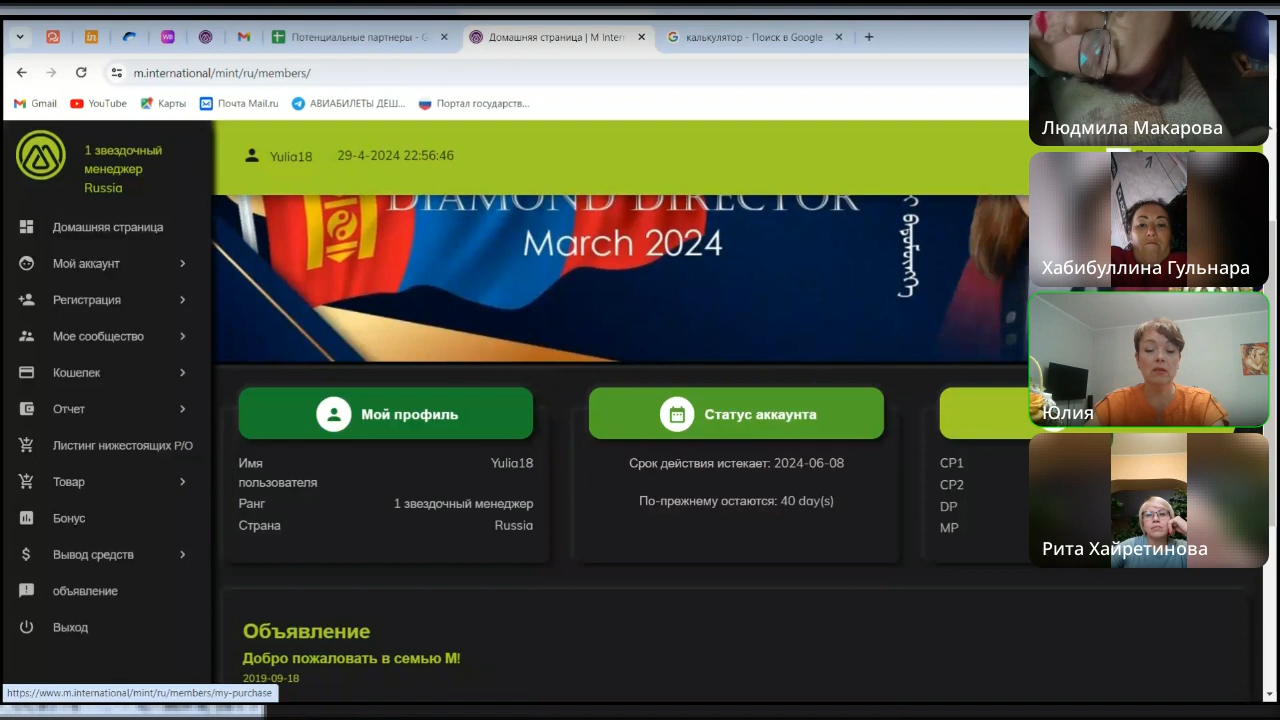 Потенциальные партнеры - G
Домашняя страница | M Intern
калькулятор - Поиск в Google
m.international/mint/ru/members/
Gmail
YouTube
Карты
Почта Mail.ru
АВИАБИЛЕТЫ ДЕШ...
Портал государств...
1 звездочный
менеджер
Russia
Yulia18
29-4-2024 22:56:46
DIAMOND DIRECTOR
March 2024
Домашняя страница
Мой аккаунт
Регистрация
Мое сообщество
Кошелек
Отчет
Листинг нижестоящих Р/О
Товар
Бонус
Вывод средств
объявление
Выход
Мой профиль
Имя пользователя
Yulia18
Ранг
1 звездочный менеджер
Страна
Russia
Статус аккаунта
Срок действия истекает: 2024-06-08
По-прежнему остаются: 40 day(s)
CP1
CP2
DP
MP
Объявление
Добро пожаловать в семью M!
2019-09-18
https://www.m.international/mint/ru/members/my-purchase
Людмила Макарова
Хабибуллина Гульнара
Юлия
Рита Хайретинова